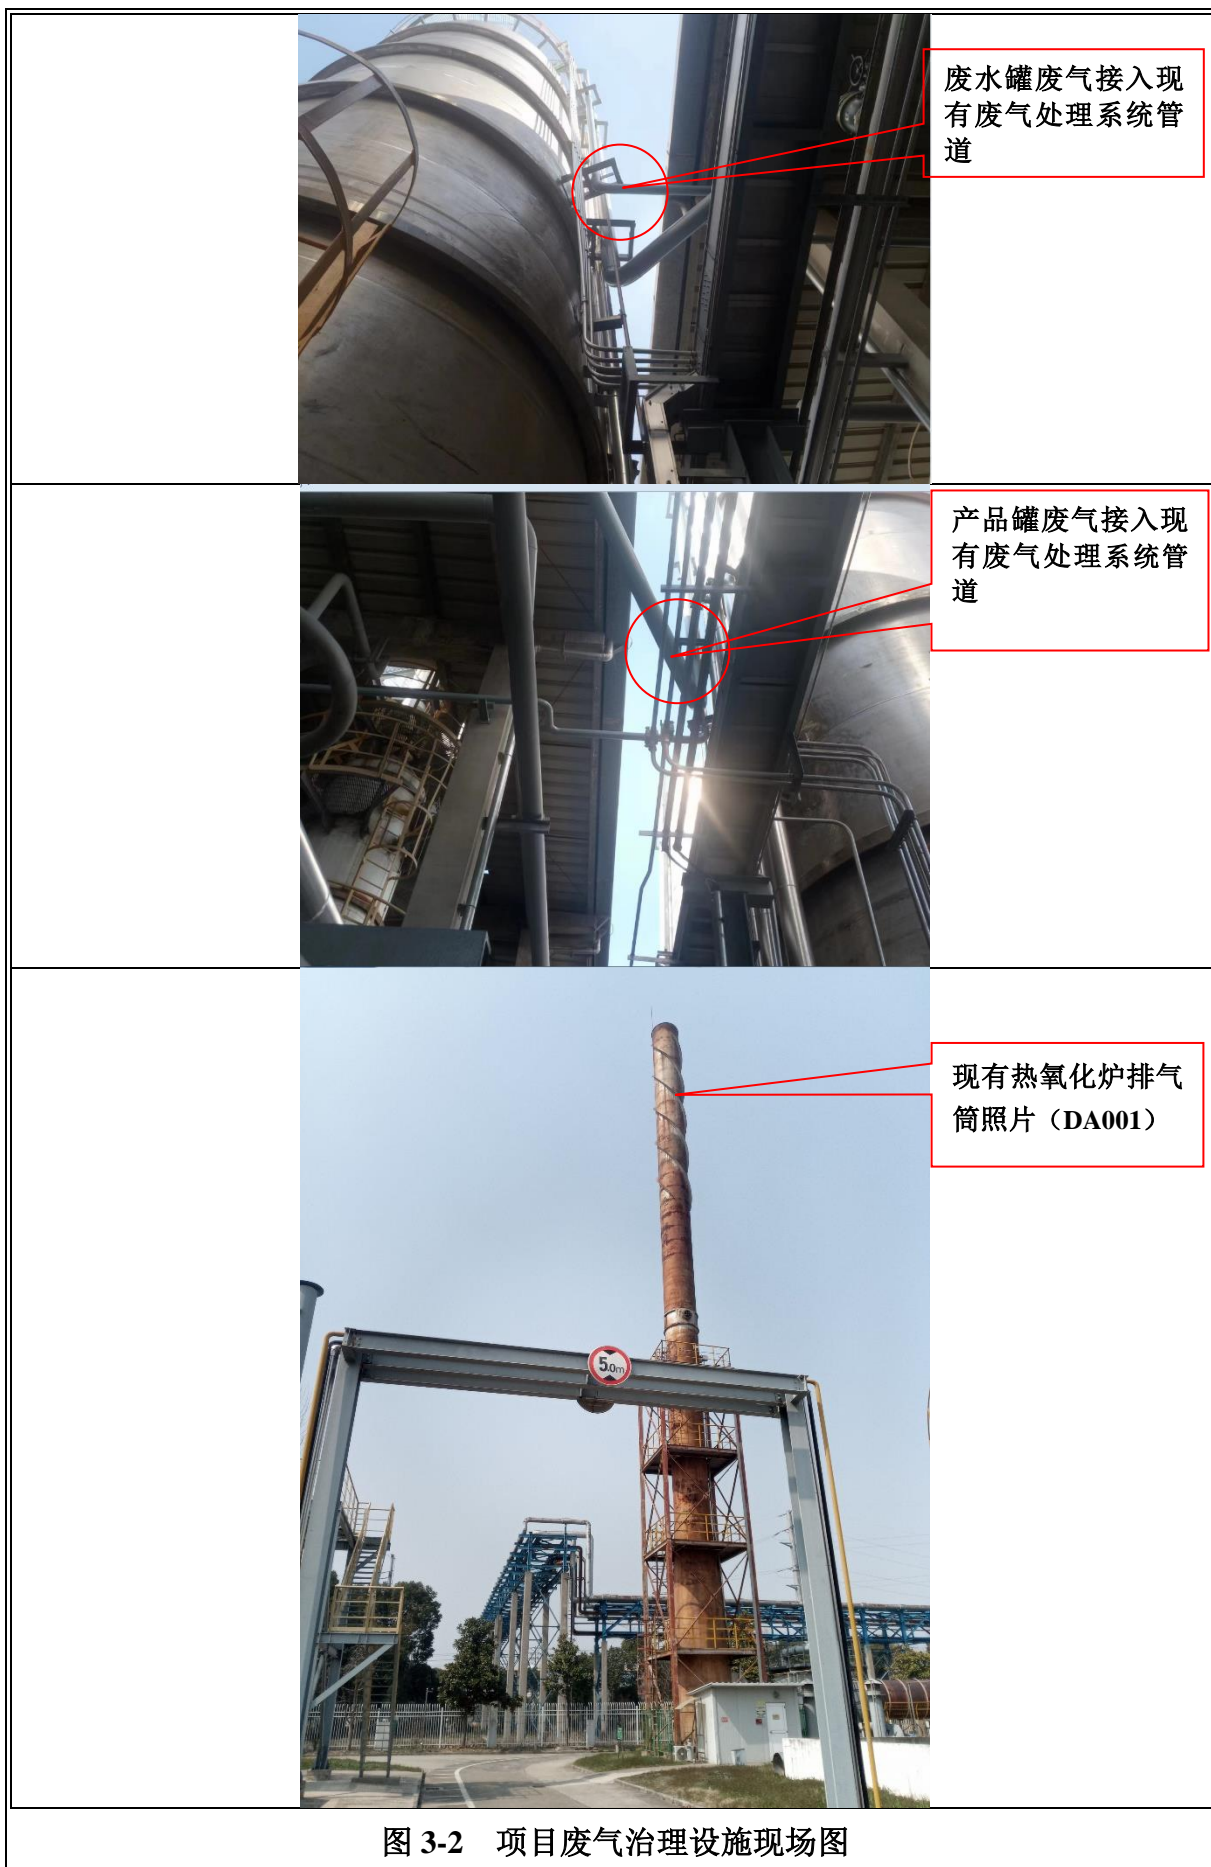 废水罐废气接入现
有废气处理系统管
道
产品罐废气接入现
有废气处理系统管
道
现有热氧化炉排气
筒照片（DA001）
5.0m
图 3-2 项目废气治理设施现场图